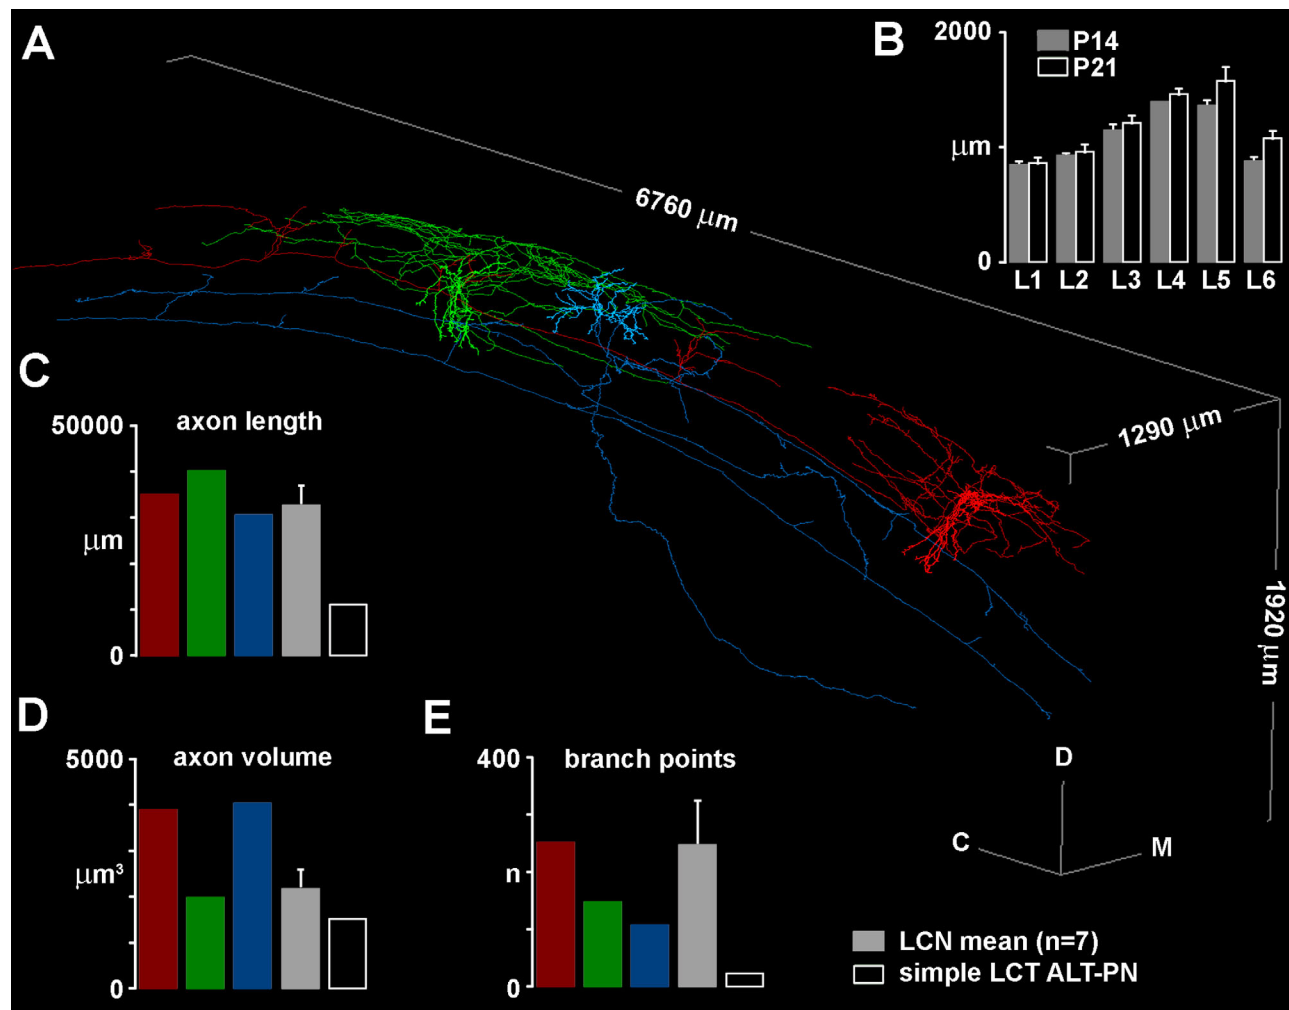 A
B
2000
P14
P21
μm
0
L1 L2 L3 L4 L5 L6
6760 μm
1290 μm
1920 μm
C
axon length
50000
μm
0
D
axon volume
5000
μm³
0
E
branch points
400
n
0
D
C
M
LCN mean (n=7)
simple LCT ALT-PN